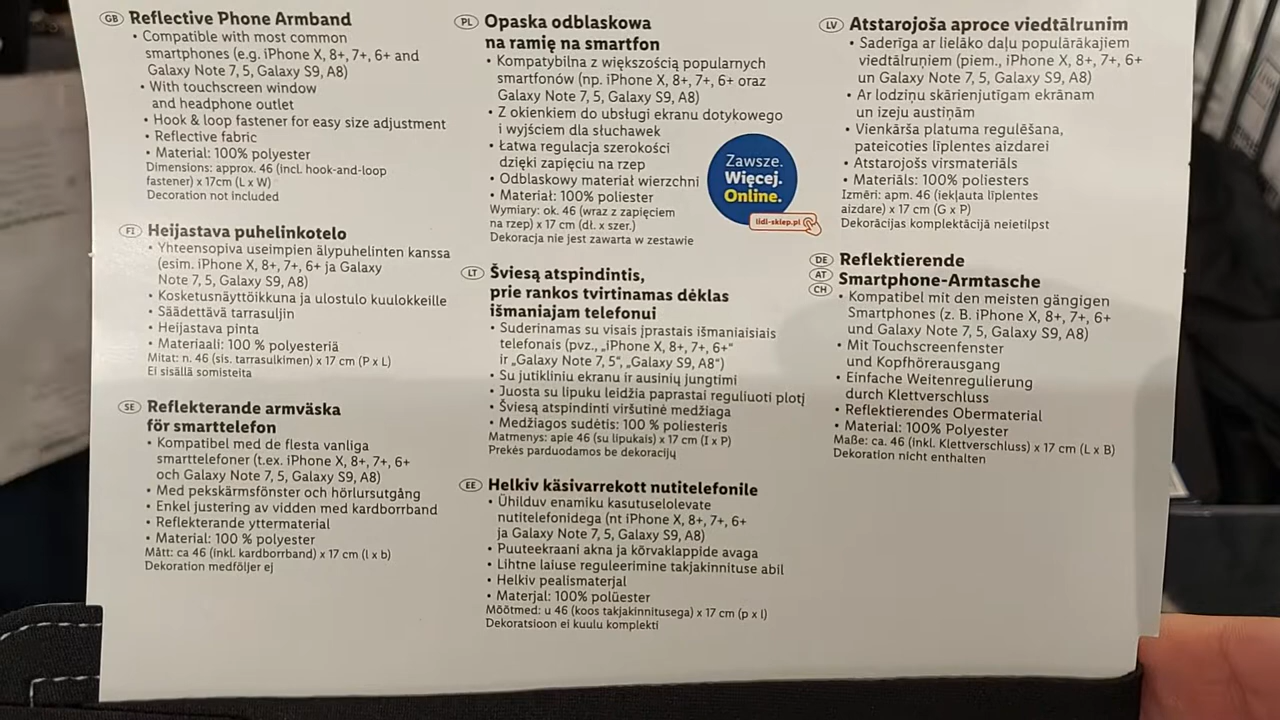 GB Reflective Phone Armband
• Compatible with most common
smartphones (e.g. iPhone X, 8+, 7+, 6+ and
Galaxy Note 7, 5, Galaxy S9, A8)
• With touchscreen window
and headphone outlet
• Hook & loop fastener for easy size adjustment
• Reflective fabric
• Material: 100% polyester
Dimensions: approx. 46 (incl. hook-and-loop
fastener) x 17cm (L x W)
Decoration not included
FI Heijastava puhelinkotelo
• Yhteensopiva useimpien älypuhelinten kanssa
(esim. iPhone X, 8+, 7+, 6+ ja Galaxy
Note 7, 5, Galaxy S9, A8)
• Kosketusnäyttöikkuna ja ulostulo kuulokkeille
• Säädettävä tarrasuljin
• Heijastava pinta
• Materiaali: 100 % polyesteriä
Mitat: n. 46 (sis. tarrasulkimen) x 17 cm (P x L)
Ei sisällä somisteita
SE Reflekterande armväska
för smarttelefon
• Kompatibel med de flesta vanliga
smarttelefoner (t.ex. iPhone X, 8+, 7+, 6+
och Galaxy Note 7, 5, Galaxy S9, A8)
• Med pekskärmsfönster och hörlursutgång
• Enkel justering av vidden med kardborrband
• Reflekterande yttermaterial
• Material: 100 % polyester
Mått: ca 46 (inkl. kardborrband) x 17 cm (l x b)
Dekoration medföljer ej
PL Opaska odblaskowa
na ramię na smartfon
• Kompatybilna z większością popularnych
smartfonów (np. iPhone X, 8+, 7+, 6+ oraz
Galaxy Note 7, 5, Galaxy S9, A8)
• Z okienkiem do obsługi ekranu dotykowego
i wyjściem dla słuchawek
• Łatwa regulacja szerokości
dzięki zapięciu na rzep
• Odblaskowy materiał wierzchni
• Materiał: 100% poliester
Wymiary: ok. 46 (wraz z zapięciem
na rzep) x 17 cm (dł. x szer.)
Dekoracja nie jest zawarta w zestawie
Zawsze.
Więcej.
Online.
lidl-sklep.pl
LT Šviesą atspindintis,
prie rankos tvirtinamas dėklas
išmaniajam telefonui
• Suderinamas su visais įprastais išmaniaisiais
telefonais (pvz., „iPhone X, 8+, 7+, 6+“
ir „Galaxy Note 7, 5“, „Galaxy S9, A8“)
• Su jutikliniu ekranu ir ausinių jungtimi
• Juosta su lipuku leidžia paprastai reguliuoti plotį
• Šviesą atspindinti viršutinė medžiaga
• Medžiagos sudėtis: 100 % poliesteris
Matmenys: apie 46 (su lipukais) x 17 cm (I x P)
Prekės parduodamos be dekoracijų
EE Helkiv käsivarrekott nutitelefonile
• Ühilduv enamiku kasutuselolevate
nutitelefonidega (nt iPhone X, 8+, 7+, 6+
ja Galaxy Note 7, 5, Galaxy S9, A8)
• Puuteekraani akna ja kõrvaklappide avaga
• Lihtne laiuse reguleerimine takjakinnituse abil
• Helkiv pealismaterjal
• Materjal: 100% polüester
Mõõtmed: u 46 (koos takjakinnitusega) x 17 cm (p x l)
Dekoratsioon ei kuulu komplekti
LV Atstarojoša aproce viedtālrunim
• Saderīga ar lielāko daļu populārākajiem
viedtālruņiem (piem., iPhone X, 8+, 7+, 6+
un Galaxy Note 7, 5, Galaxy S9, A8)
• Ar lodziņu skārienjutīgam ekrānam
un izeju austiņām
• Vienkārša platuma regulēšana,
pateicoties līplentes aizdarei
• Atstarojošs virsmateriāls
• Materiāls: 100% poliesters
Izmēri: apm. 46 (iekļauta līplentes
aizdare) x 17 cm (G x P)
Dekorācijas komplektācijā neietilpst
DE AT CH Reflektierende
Smartphone-Armtasche
• Kompatibel mit den meisten gängigen
Smartphones (z. B. iPhone X, 8+, 7+, 6+
und Galaxy Note 7, 5, Galaxy S9, A8)
• Mit Touchscreenfenster
und Kopfhörerausgang
• Einfache Weitenregulierung
durch Klettverschluss
• Reflektierendes Obermaterial
• Material: 100% Polyester
Maße: ca. 46 (inkl. Klettverschluss) x 17 cm (L x B)
Dekoration nicht enthalten